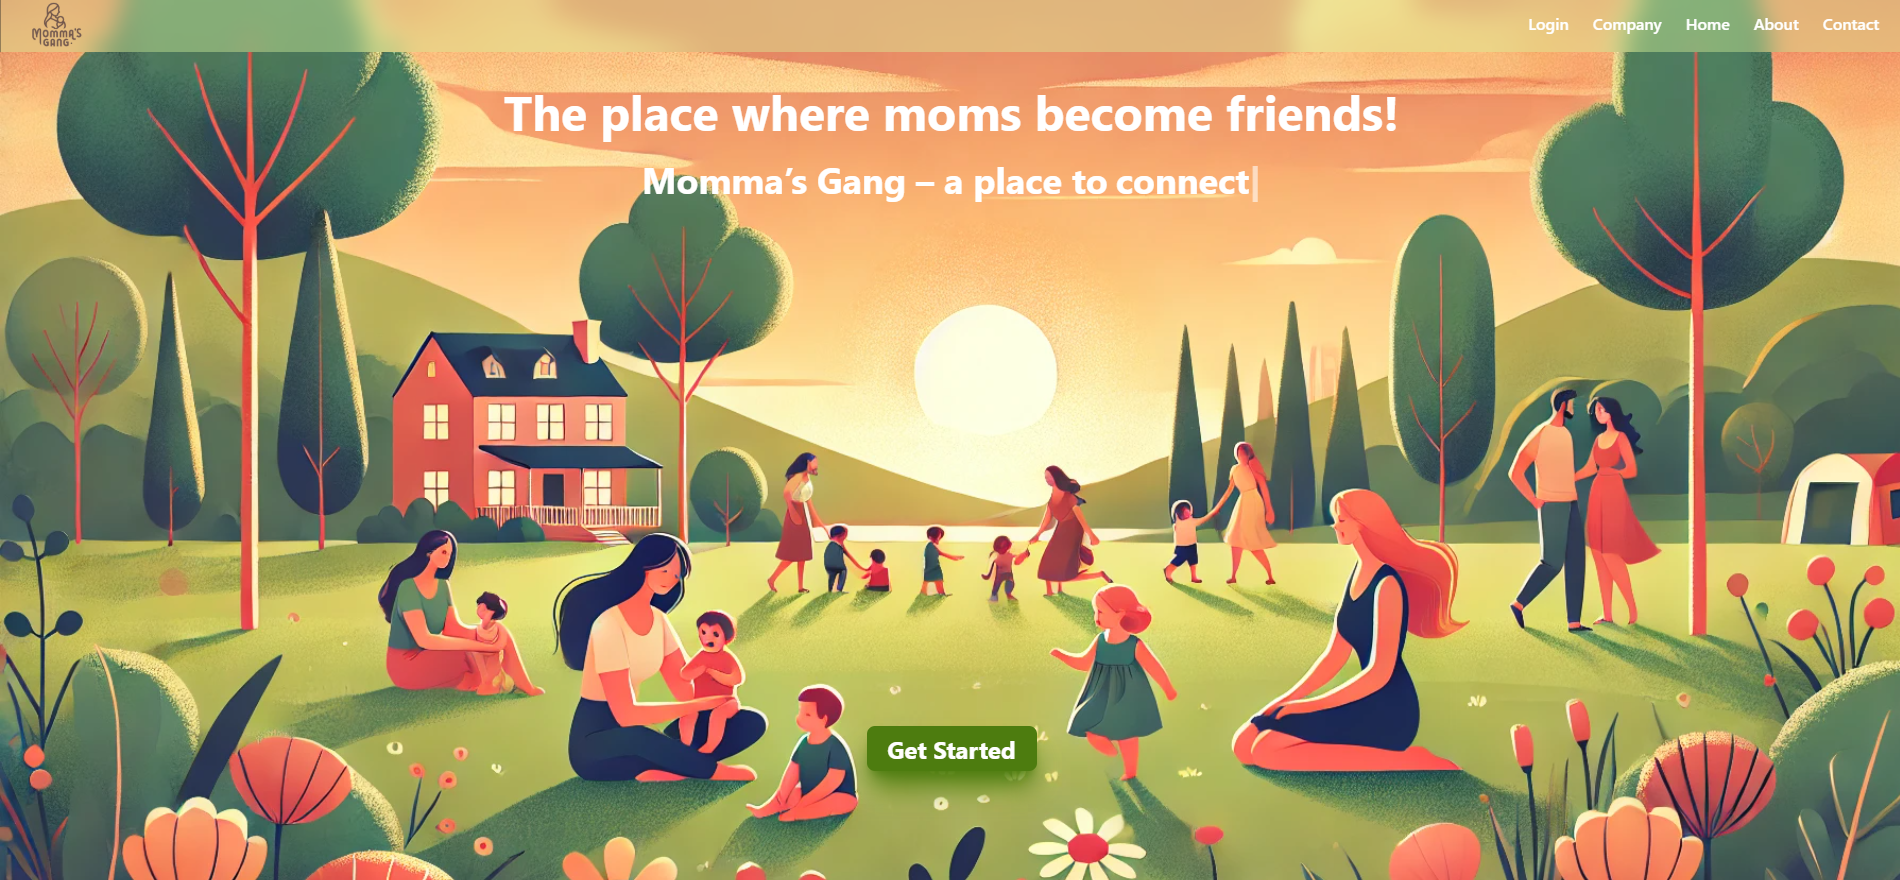 MOMMA'S
GANG
Login Company Home About Contact
The place where moms become friends!
Momma’s Gang – a place to connect
Get Started